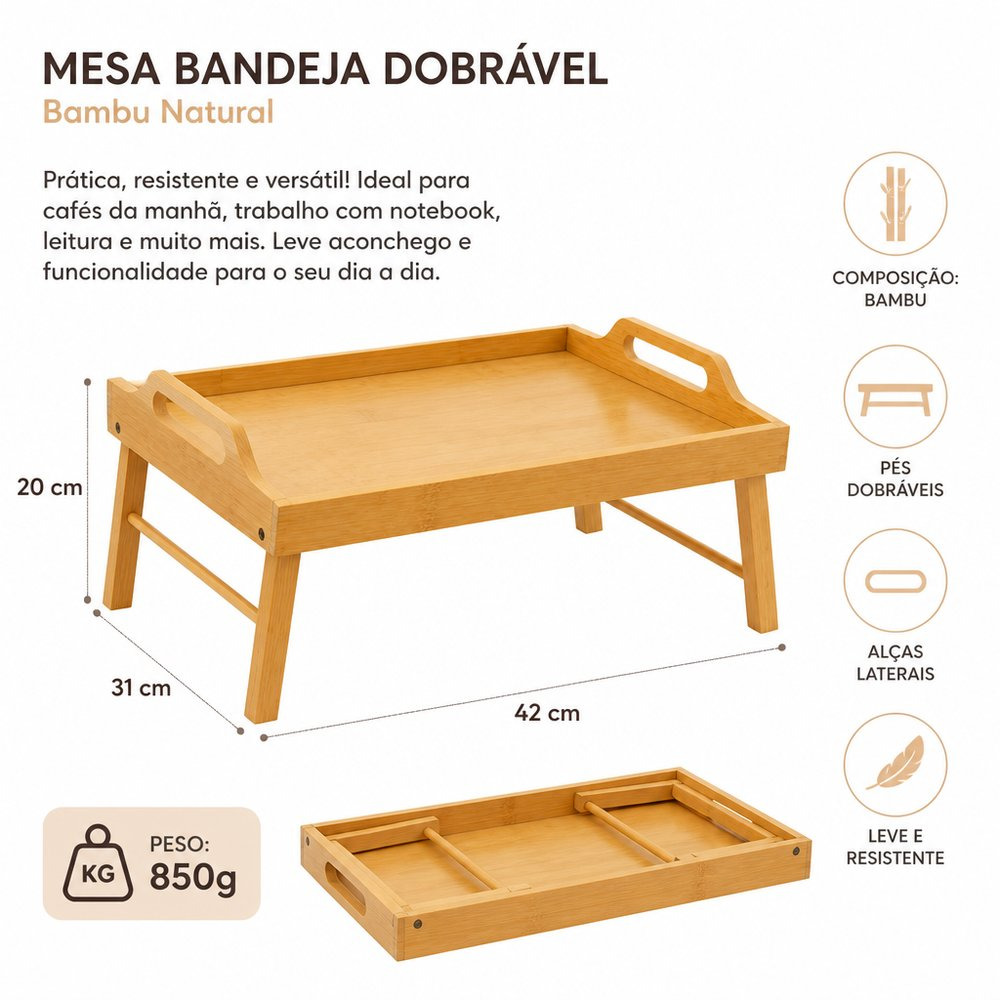 MESA BANDEJA DOBRÁVEL
Bambu Natural
Prática, resistente e versátil! Ideal para
cafés da manhã, trabalho com notebook,
leitura e muito mais. Leve aconchego e
funcionalidade para o seu dia a dia.
COMPOSIÇÃO:
BAMBU
PÉS
DOBRÁVEIS
ALÇAS
LATERAIS
LEVE E
RESISTENTE
20 cm
31 cm
42 cm
KG
PESO:
850g